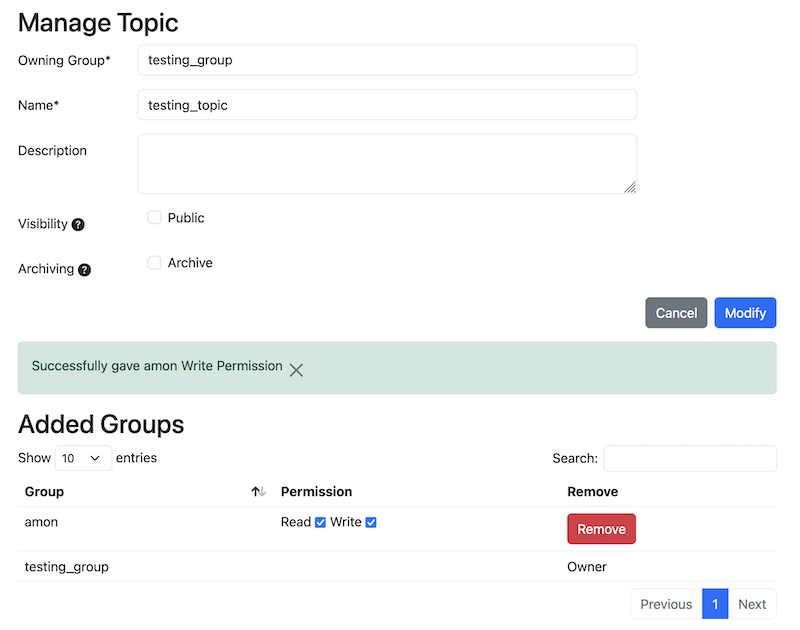 Manage Topic
Owning Group* testing_group
Name* testing_topic
Description
Visibility ? Public
Archiving ? Archive
Cancel Modify
Successfully gave amon Write Permission
Added Groups
Show 10 entries Search:
Group Permission Remove
amon Read Write Remove
testing_group Owner
Previous 1 Next